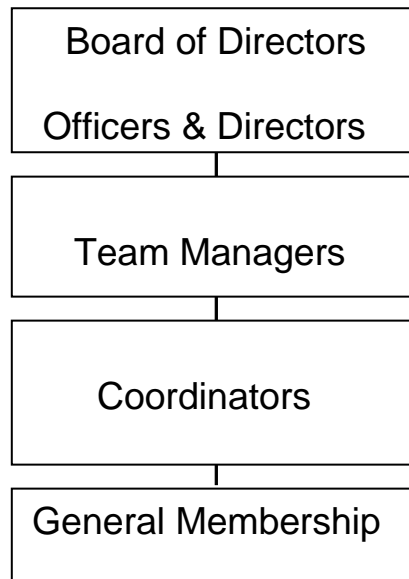 Board of Directors
Officers & Directors
Team Managers
Coordinators
General Membership